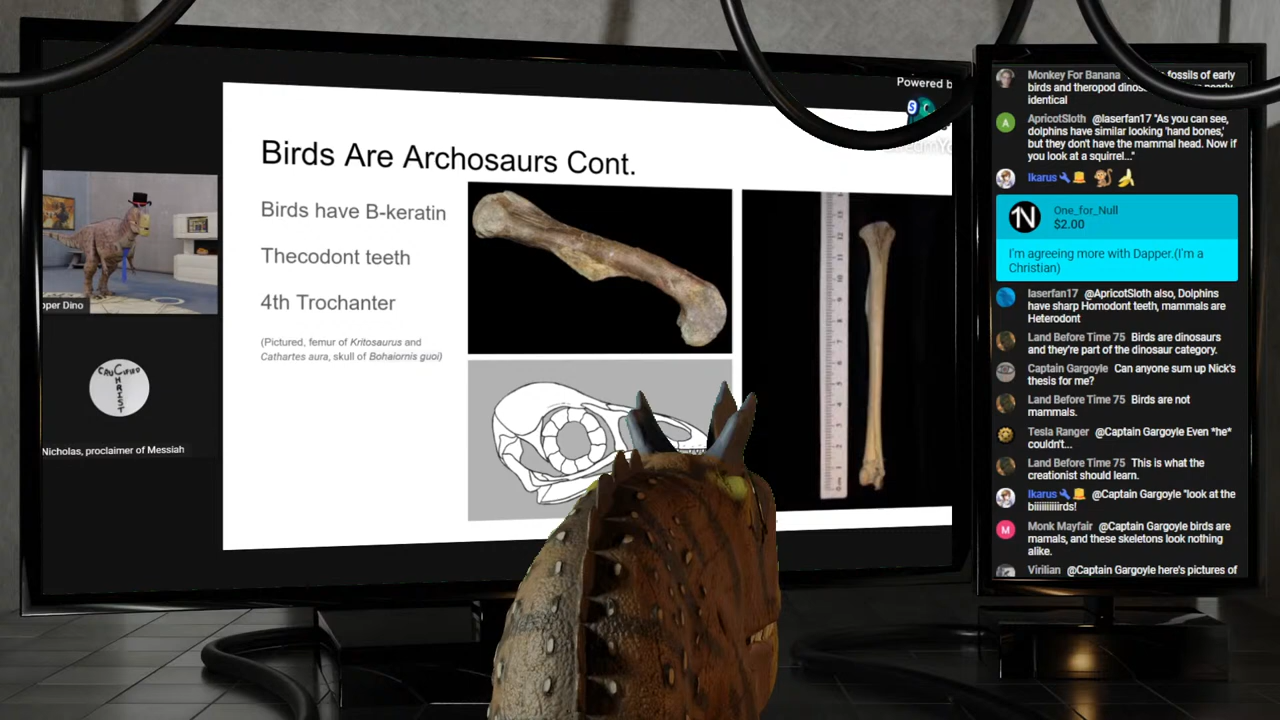 Powered b
Birds Are Archosaurs Cont.
Birds have B-keratin
Thecodont teeth
4th Trochanter
(Pictured, femur of Kritosaurus and
Cathartes aura, skull of Bohaiornis guoi)
pper Dino
CHRIST
Nicholas, proclaimer of Messiah
Monkey For Banana fossils of early
birds and theropod
identical
A
ApricotSloth @laserfan17 "As you can see,
dolphins have similar looking 'hand bones,'
but they don't have the mammal head. Now if
you look at a squirrel..."
Ikarus
1N
One_for_Null
$2.00
I'm agreeing more with Dapper.(I'm a
Christian)
laserfan17 @ApricotSloth also, Dolphins
have sharp Homodont teeth, mammals are
Heterodont
Land Before Time 75 Birds are dinosaurs
and they're part of the dinosaur category.
Captain Gargoyle Can anyone sum up Nick's
thesis for me?
Land Before Time 75 Birds are not
mammals.
Tesla Ranger @Captain Gargoyle Even *he*
couldn't...
Land Before Time 75 This is what the
creationist should learn.
Ikarus @Captain Gargoyle "look at the
biiiiiiiiiirds!
M
Monk Mayfair @Captain Gargoyle birds are
mamals, and these skeletons look nothing
alike.
Virilian @Captain Gargoyle here's pictures of